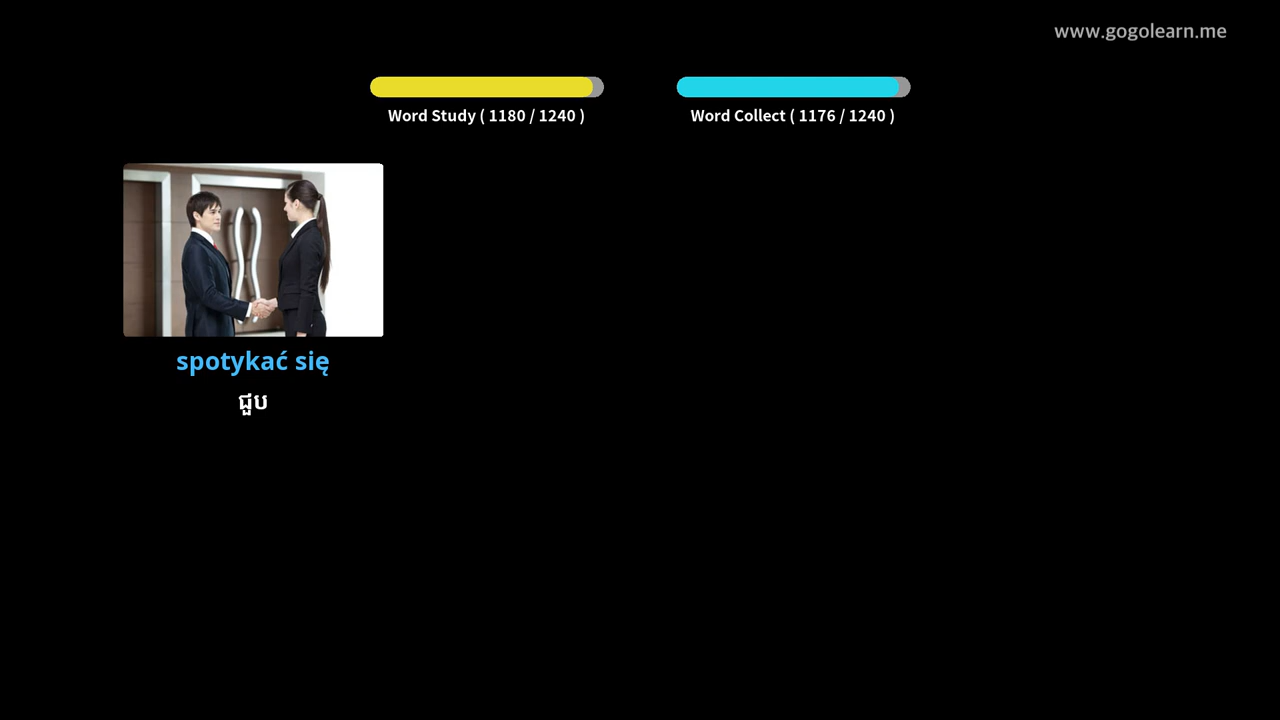 www.gogolearn.me
Word Study ( 1180 / 1240 )
Word Collect ( 1176 / 1240 )
spotykać się
ជួប